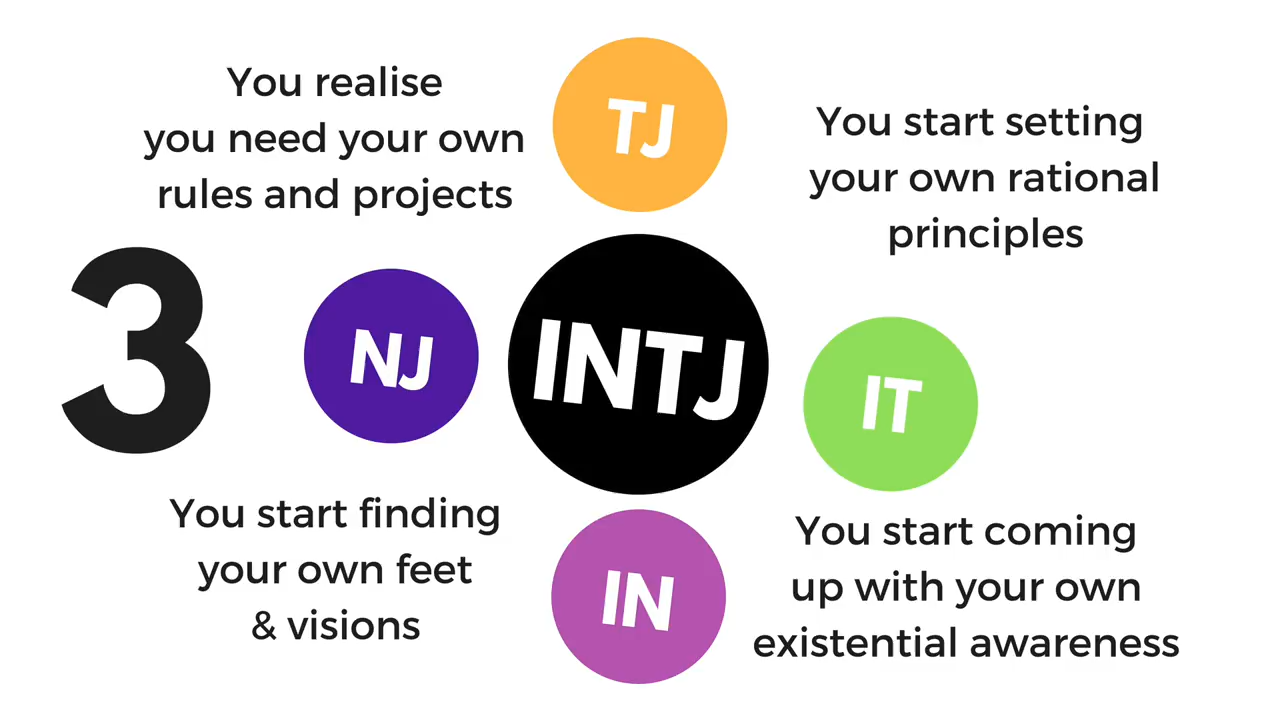 You realise
you need your own
rules and projects
TJ
You start setting
your own rational
principles
3
NJ
INTJ
IT
You start finding
your own feet
& visions
IN
You start coming
up with your own
existential awareness